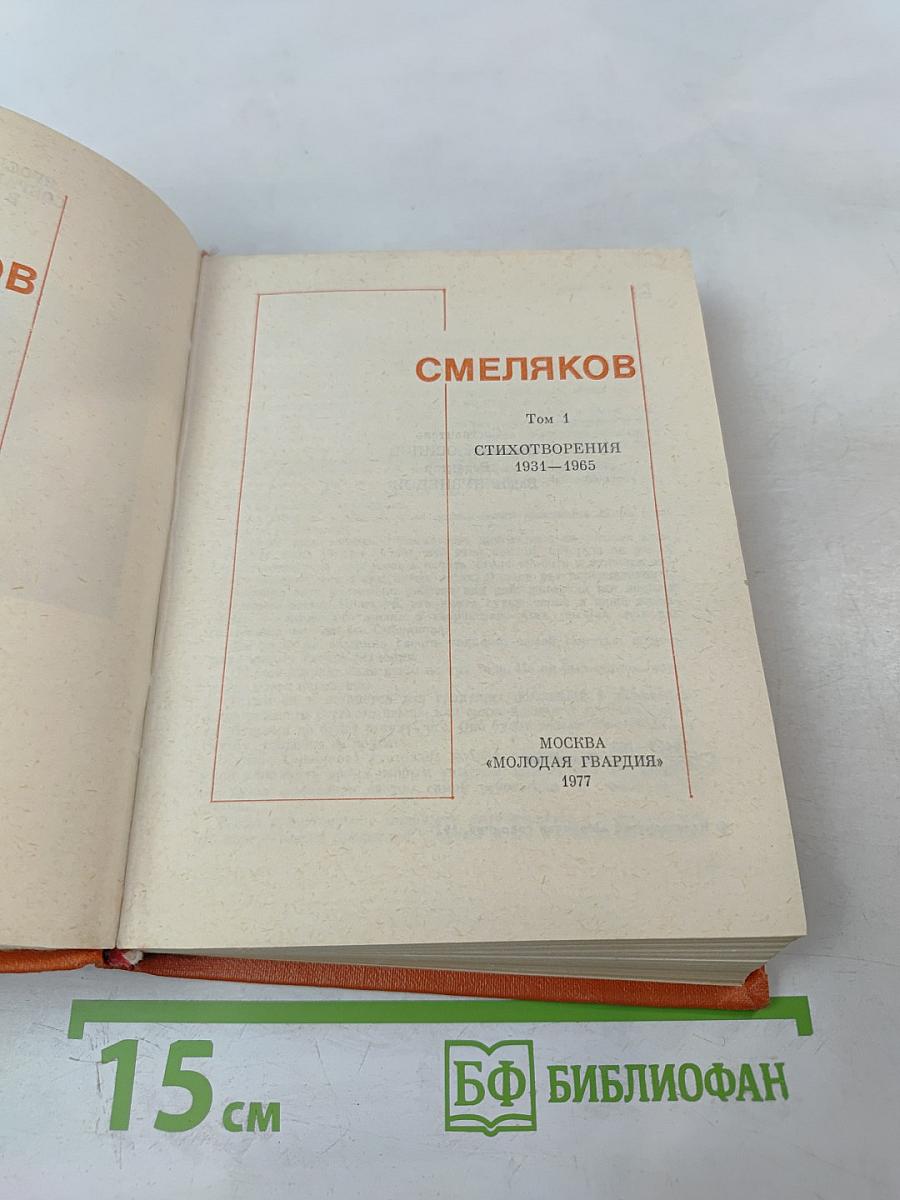 ОВ
СМЕЛЯКОВ
Том 1
СТИХОТВОРЕНИЯ
1931—1965
МОСКВА
«МОЛОДАЯ ГВАРДИЯ»
1977
15 см
БФ БИБЛИОФАН